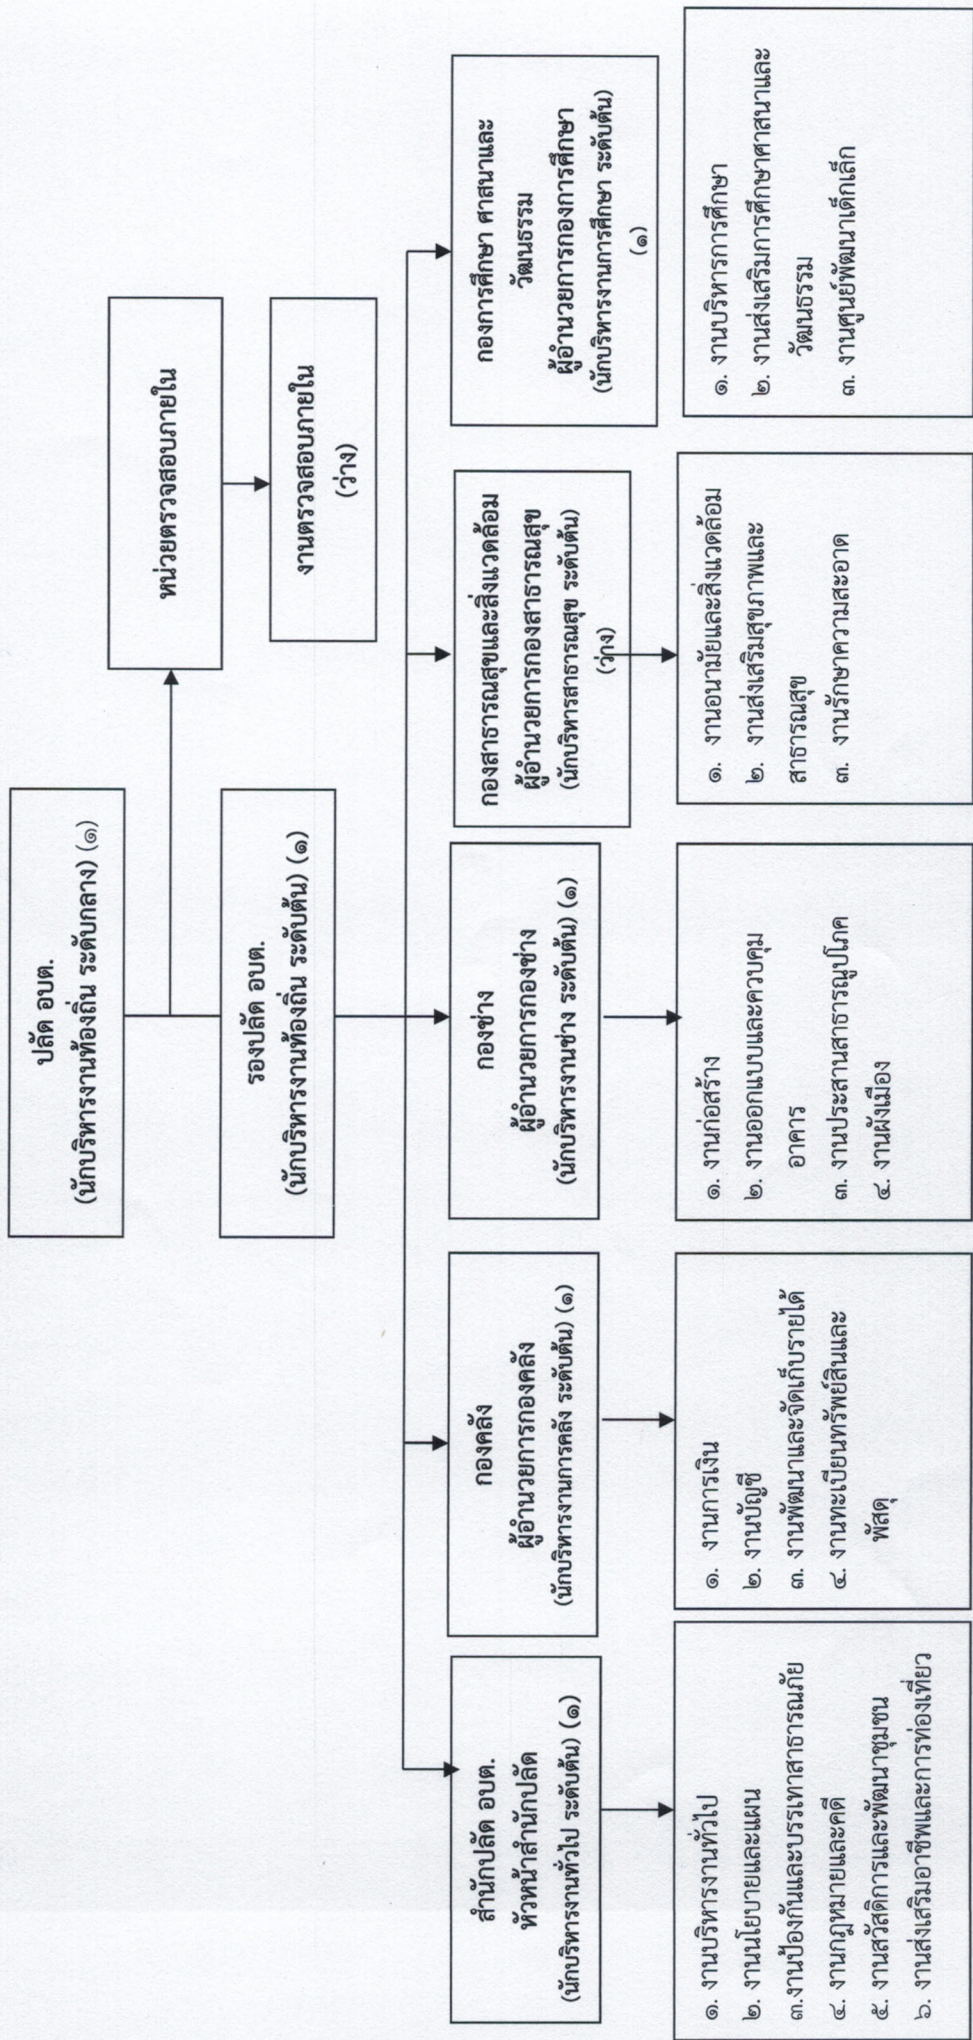 ปลัด อบต.
(นักบริหารงานท้องถิ่น ระดับกลาง) (๑)
หน่วยตรวจสอบภายใน
รองปลัด อบต.
(นักบริหารงานท้องถิ่น ระดับต้น) (๑)
งานตรวจสอบภายใน
(ว่าง)
สำนักปลัด อบต.
หัวหน้าสำนักปลัด
(นักบริหารงานทั่วไป ระดับต้น) (๑)
กองคลัง
ผู้อำนวยการกองคลัง
(นักบริหารงานการคลัง ระดับต้น) (๑)
กองช่าง
ผู้อำนวยการกองช่าง
(นักบริหารงานช่าง ระดับต้น) (๑)
กองสาธารณสุขและสิ่งแวดล้อม
ผู้อำนวยการกองสาธารณสุข
(นักบริหารสาธารณสุข ระดับต้น)
(ว่าง)
กองการศึกษา ศาสนาและ
วัฒนธรรม
ผู้อำนวยการกองการศึกษา
(นักบริหารงานการศึกษา ระดับต้น)
(๑)
๑. งานบริหารงานทั่วไป
๒. งานนโยบายและแผน
๓.งานป้องกันและบรรเทาสาธารณภัย
๔. งานกฎหมายและคดี
๕. งานสวัสดิการและพัฒนาชุมชน
๖. งานส่งเสริมอาชีพและการท่องเที่ยว
๑. งานการเงิน
๒. งานบัญชี
๓. งานพัฒนาและจัดเก็บรายได้
๔. งานทะเบียนทรัพย์สินและ
พัสดุ
๑. งานก่อสร้าง
๒. งานออกแบบและควบคุม
อาคาร
๓. งานประสานสาธารณูปโภค
๔. งานผังเมือง
๑. งานอนามัยและสิ่งแวดล้อม
๒. งานส่งเสริมสุขภาพและ
สาธารณสุข
๓. งานรักษาความสะอาด
๑. งานบริหารการศึกษา
๒. งานส่งเสริมการศึกษาศาสนาและ
วัฒนธรรม
๓. งานศูนย์พัฒนาเด็กเล็ก